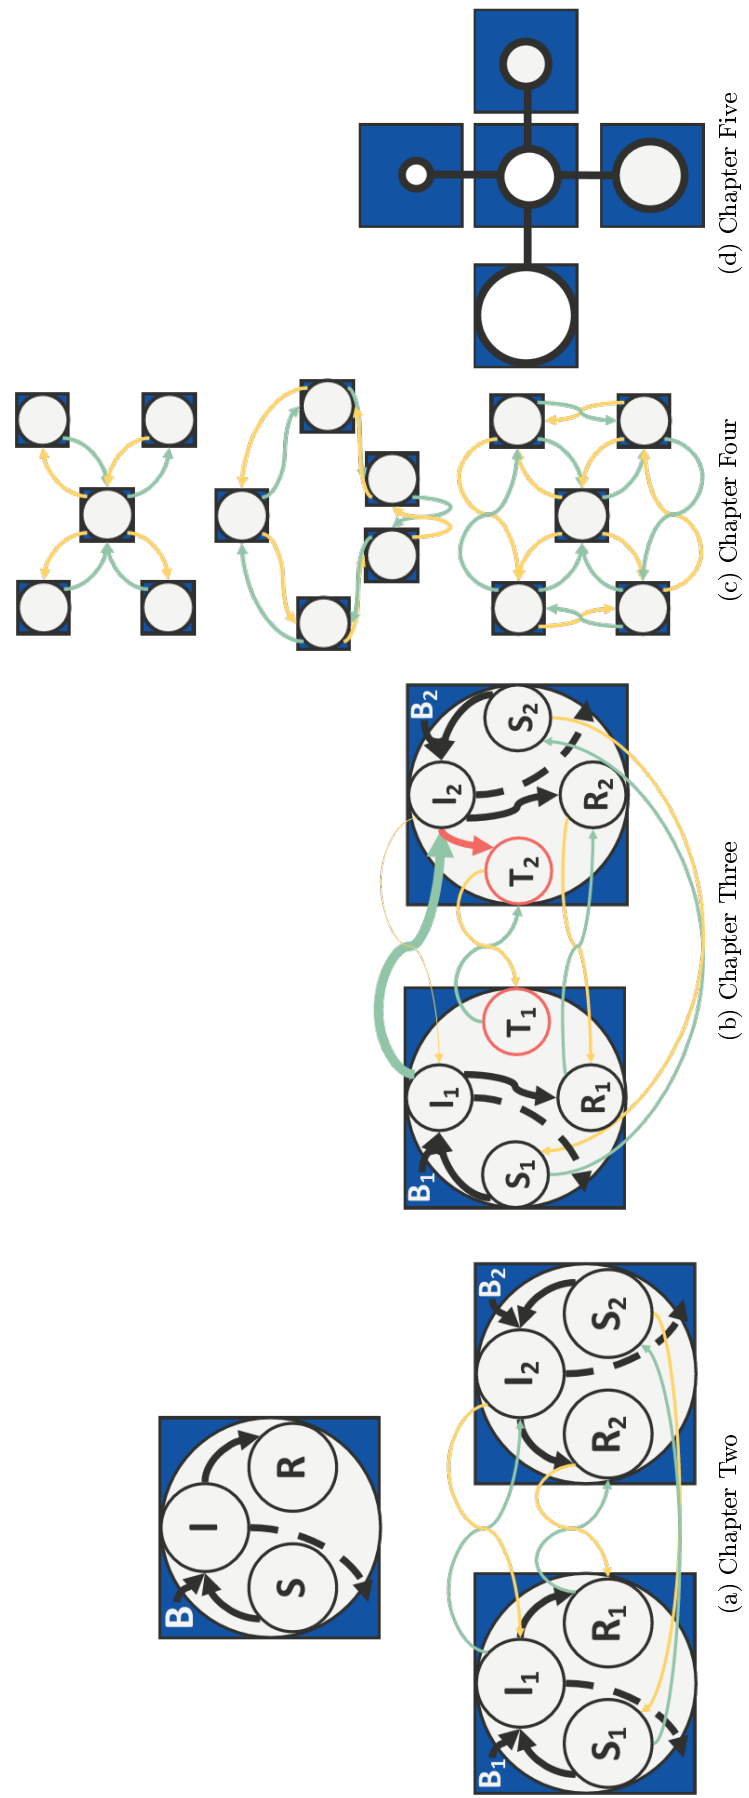 B
I
S
R
B₁
I₁
S₁
R₁
B₂
I₂
R₂
S₂
(a) Chapter Two
B₁
I₁
S₁
T₁
R₁
B₂
I₂
T₂
S₂
R₂
(b) Chapter Three
(c) Chapter Four
(d) Chapter Five